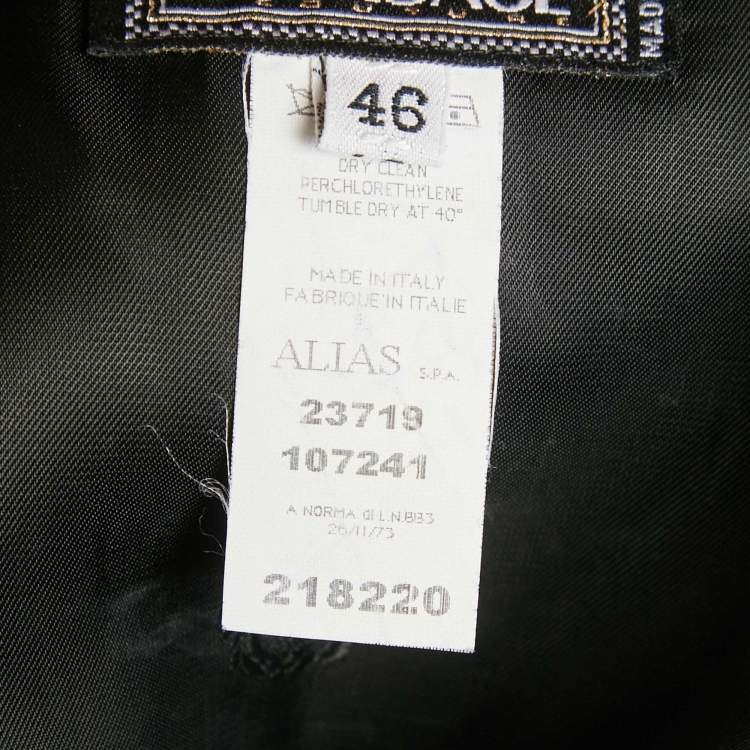 MAD
46
DRY CLEAN
PERCHLORETHYLENE
TUMBLE DRY AT 40°
MADE IN ITALY
FABRIQUE' IN ITALIE
ALIAS S.P.A.
23719
107241
A NORMA DI L.N.883
26/11/73
218220